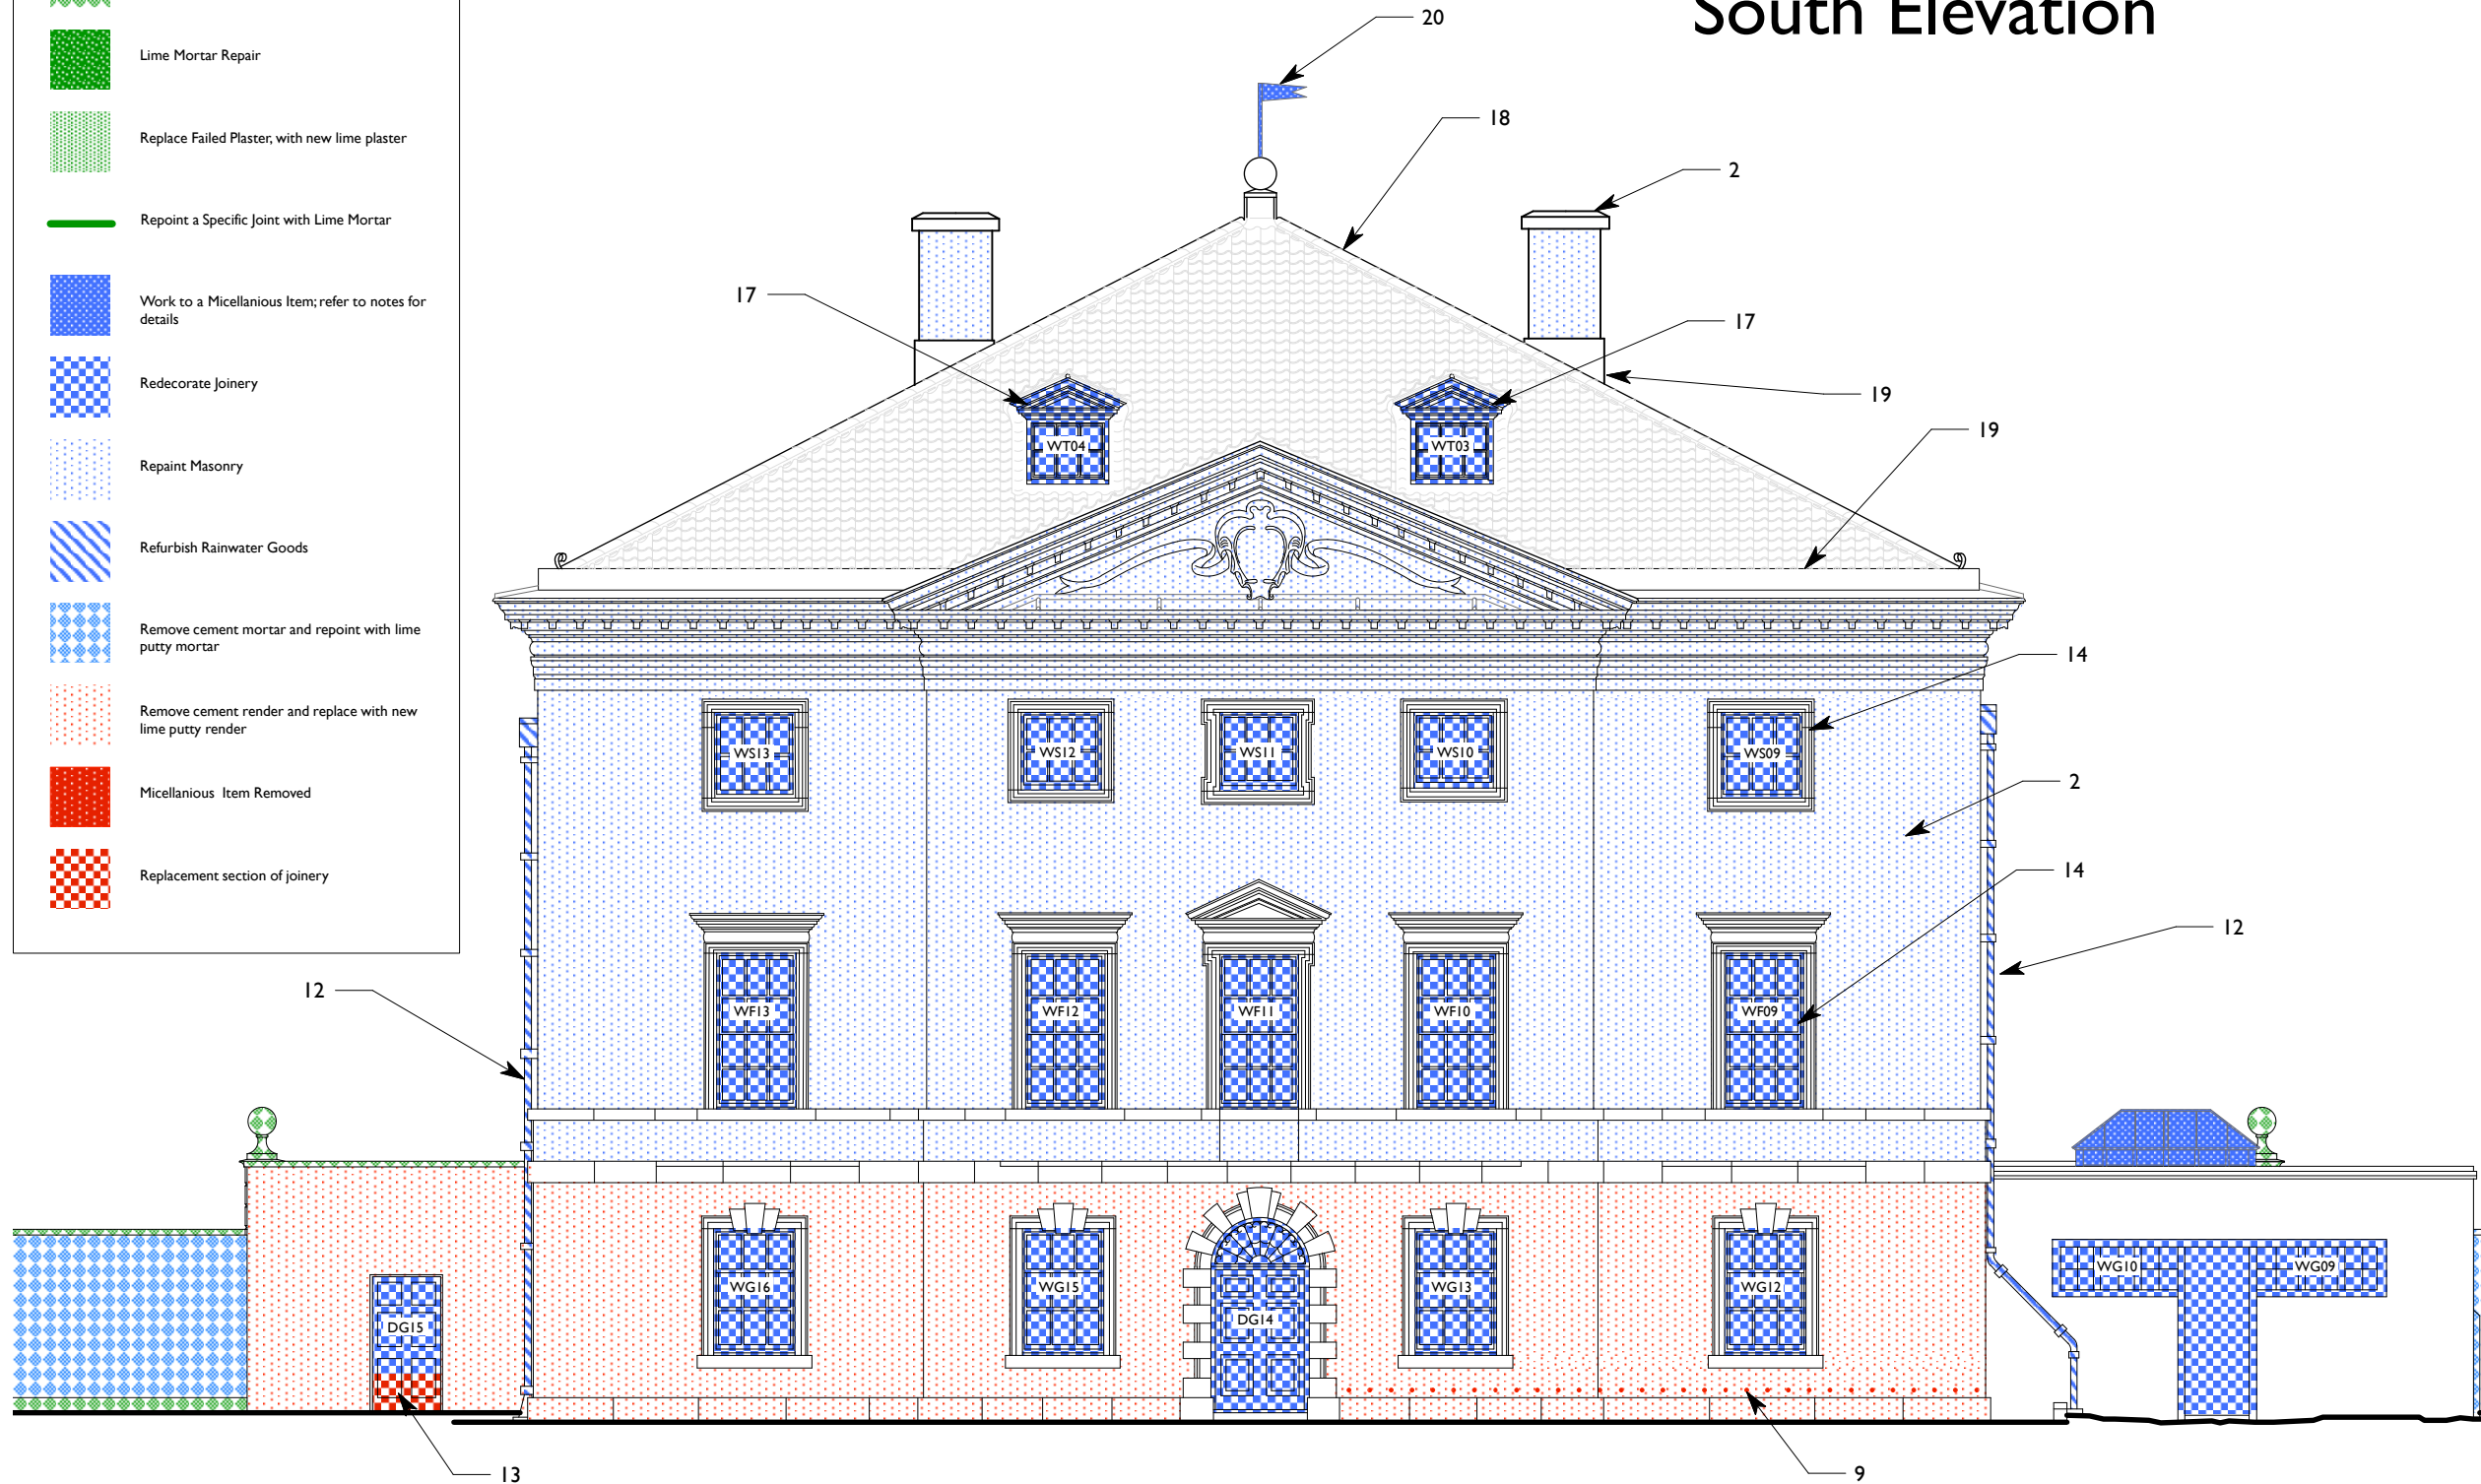 South Elevation
Lime Mortar Repair
Replace Failed Plaster, with new lime plaster
Repoint a Specific Joint with Lime Mortar
Work to a Micellanious Item; refer to notes for
details
Redecorate Joinery
Repaint Masonry
Refurbish Rainwater Goods
Remove cement mortar and repoint with lime
putty mortar
Remove cement render and replace with new
lime putty render
Micellanious Item Removed
Replacement section of joinery
20
18
2
17
17
19
19
WT04
WT03
14
WS13
WS12
WS11
WS10
WS09
2
14
12
12
WF13
WF12
WF11
WF10
WF09
WG16
WG15
DG14
WG13
WG12
WG10
WG09
DG15
13
9